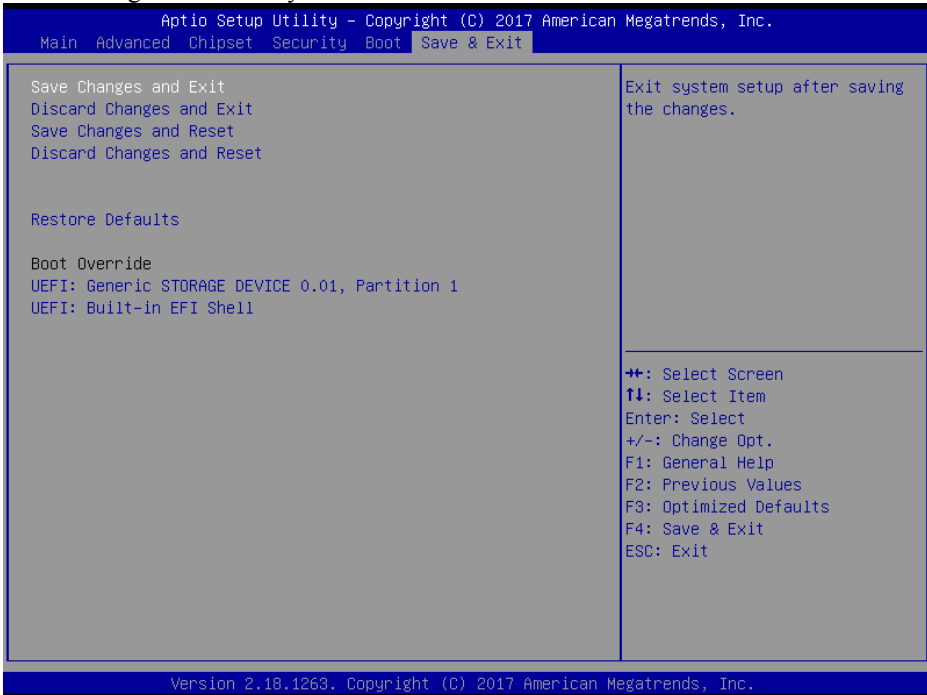 Aptio Setup Utility – Copyright (C) 2017 American Megatrends, Inc.
Main Advanced Chipset Security Boot Save & Exit
Save Changes and Exit
Discard Changes and Exit
Save Changes and Reset
Discard Changes and Reset
Restore Defaults
Boot Override
UEFI: Generic STORAGE DEVICE 0.01, Partition 1
UEFI: Built-in EFI Shell
Exit system setup after saving
the changes.
→←: Select Screen
↑↓: Select Item
Enter: Select
+/-: Change Opt.
F1: General Help
F2: Previous Values
F3: Optimized Defaults
F4: Save & Exit
ESC: Exit
Version 2.18.1263. Copyright (C) 2017 American Megatrends, Inc.